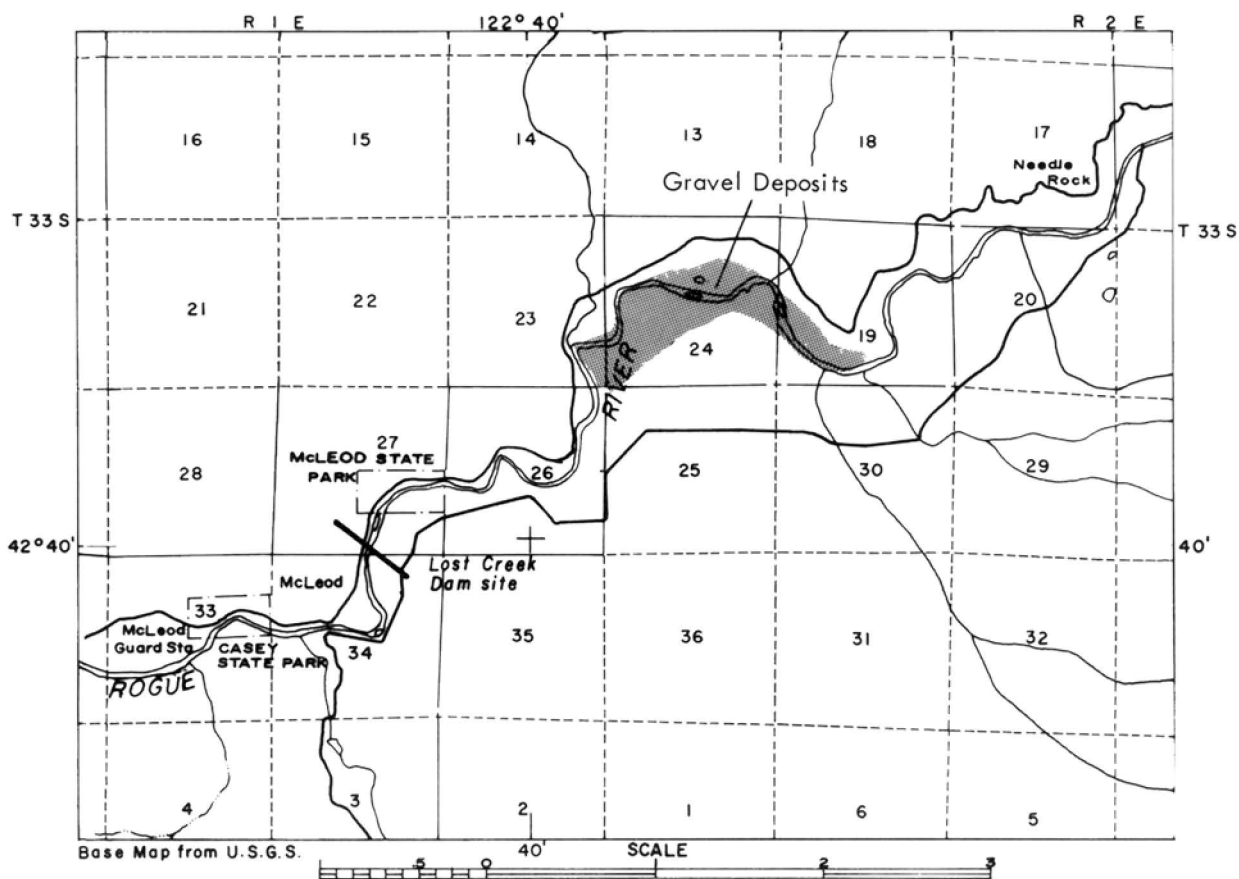 R 1 E 122° 40' R 2 E
16 15 14 13 18 17
Needle
Rock
Gravel Deposits
T 33 S T 33 S
21 22 23 24 19 20
RIVER
27
McLEOD STATE
PARK
28 26 25 30 29
42° 40' 40'
Lost Creek
Dam site
McLeod
33
McLeod
Guard Sta.
CASEY
STATE PARK
34 35 36 31 32
ROGUE
4 3 2 1 6 5
Base Map from U.S.G.S. 40' SCALE
.5 0 2 3